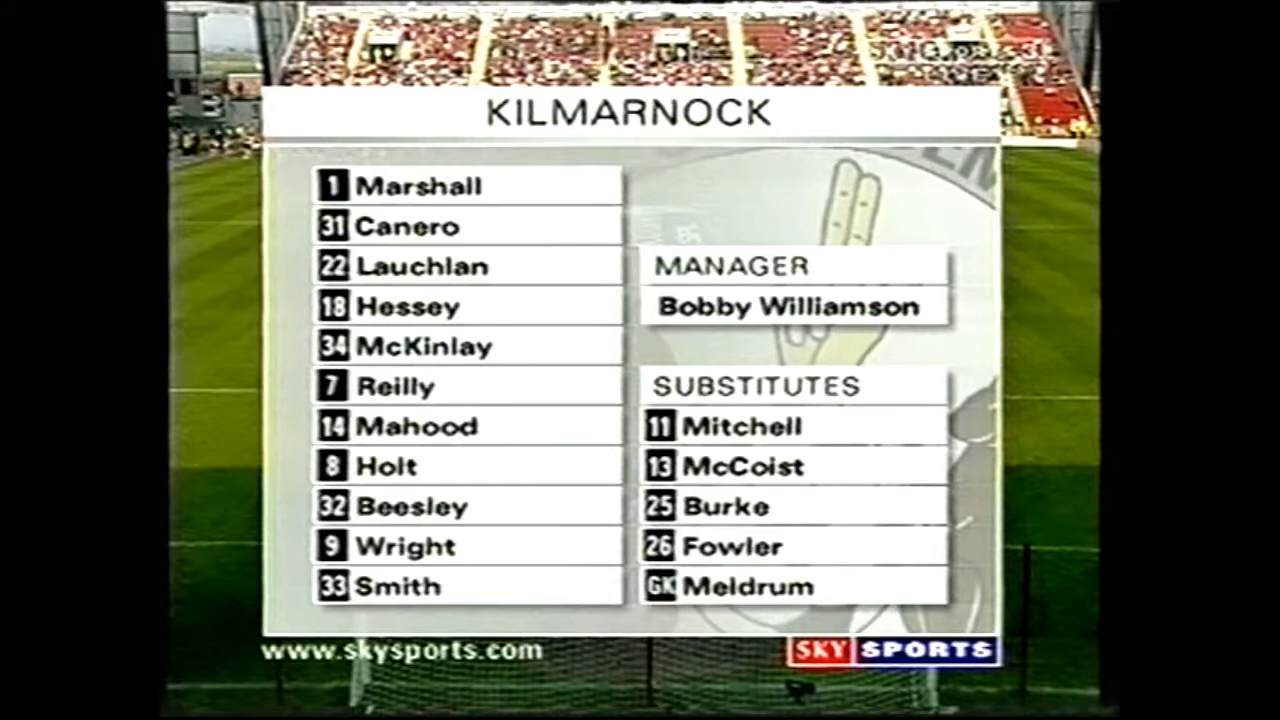 KILMARNOCK
1 Marshall
31 Canero
22 Lauchlan
18 Hessey
34 McKinlay
7 Reilly
14 Mahood
8 Holt
32 Beesley
9 Wright
33 Smith
MANAGER
Bobby Williamson
SUBSTITUTES
11 Mitchell
13 McCoist
25 Burke
26 Fowler
GK Meldrum
www.skysports.com
SKY SPORTS